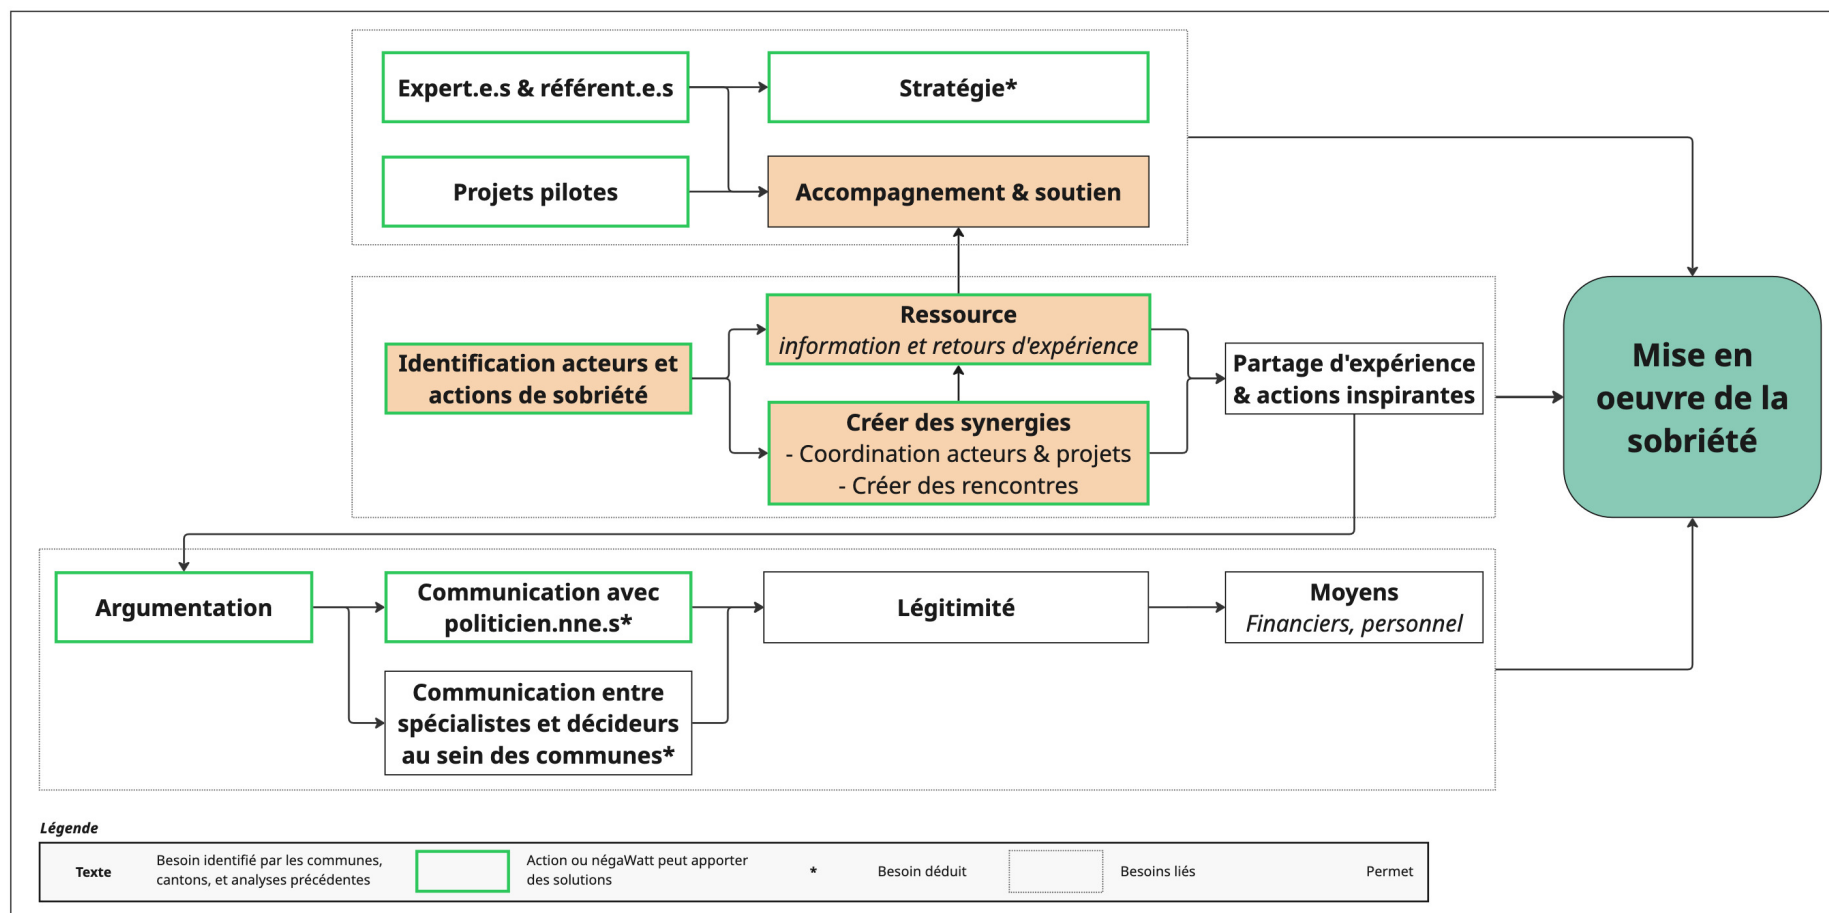 Expert.e.s & référent.e.s
Stratégie*
Projets pilotes
Accompagnement & soutien
Identification acteurs et
actions de sobriété
Ressource
information et retours d'expérience
Créer des synergies
- Coordination acteurs & projets
- Créer des rencontres
Partage d'expérience
& actions inspirantes
Mise en
oeuvre de la
sobriété
Argumentation
Communication avec
politicien.nne.s*
Communication entre
spécialistes et décideurs
au sein des communes*
Légitimité
Moyens
Financiers, personnel
Légende
Texte
Besoin identifié par les communes,
cantons, et analyses précédentes
Action ou négaWatt peut apporter
des solutions
*
Besoin déduit
Besoins liés
Permet